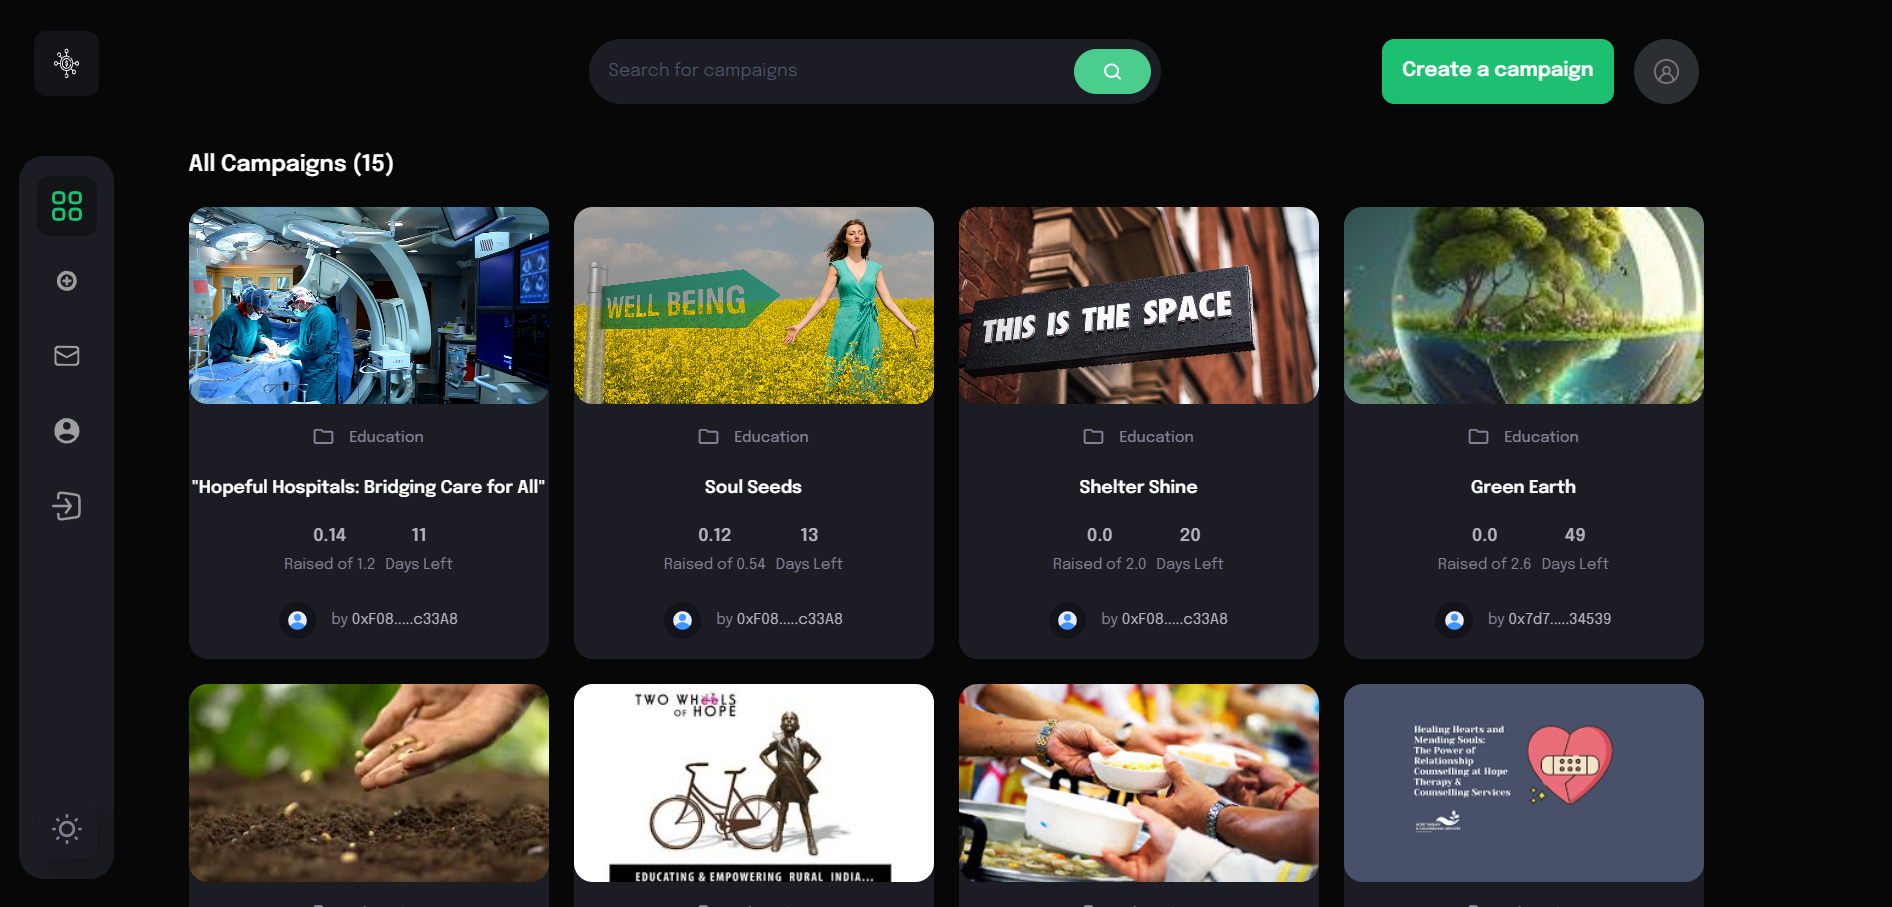 Search for campaigns
Create a campaign
All Campaigns (15)
WELL BEING
THIS IS THE SPACE
Education
Education
Education
Education
"Hopeful Hospitals: Bridging Care for All"
Soul Seeds
Shelter Shine
Green Earth
0.14 11
0.12 13
0.0 20
0.0 49
Raised of 1.2 Days Left
Raised of 0.54 Days Left
Raised of 2.0 Days Left
Raised of 2.6 Days Left
by 0xF08.....c33A8
by 0xF08.....c33A8
by 0xF08.....c33A8
by 0x7d7.....34539
TWO WHeeLS
OF HOPE
EDUCATING & EMPOWERING RURAL INDIA...
Healing Hearts and
Mending Souls:
The Power of
Relationship
Counselling at Hope
Therapy &
Counselling Services